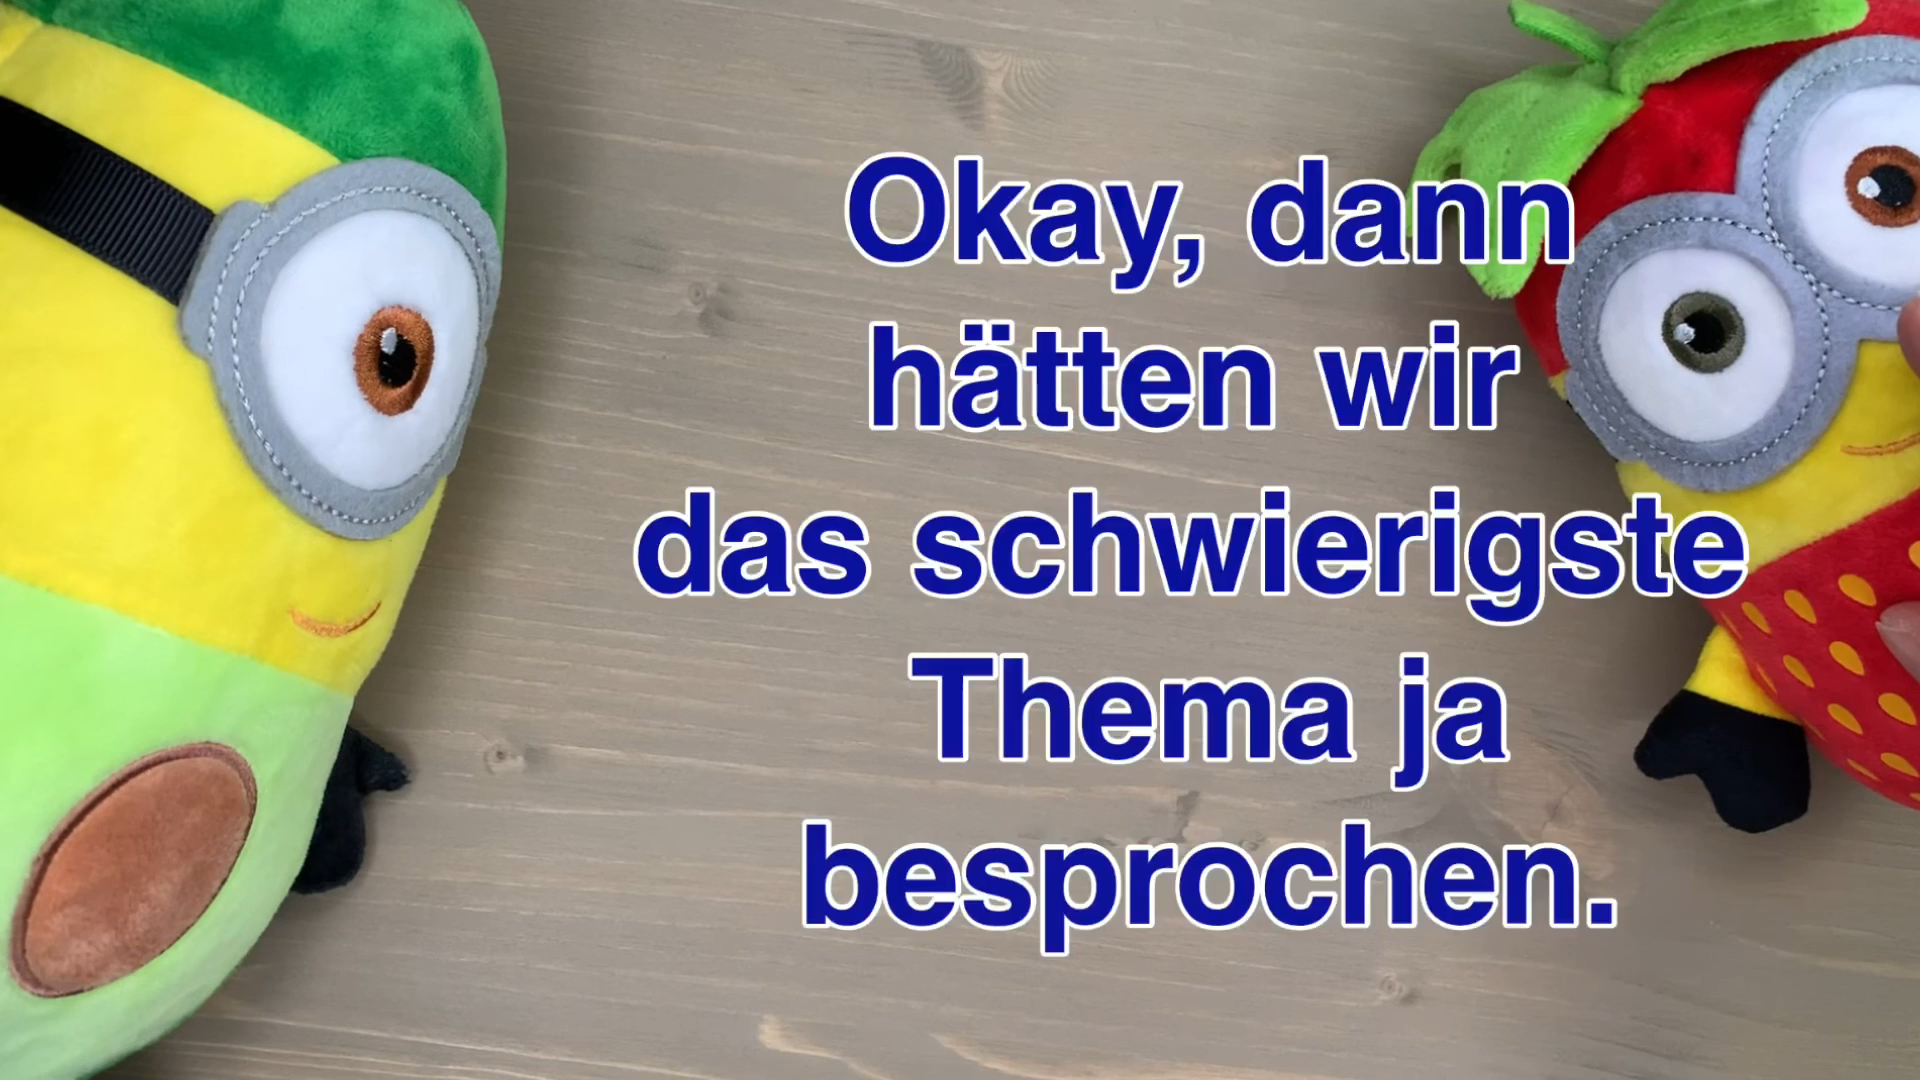 Okay, dann
hätten wir
das schwierigste
Thema ja
besprochen.